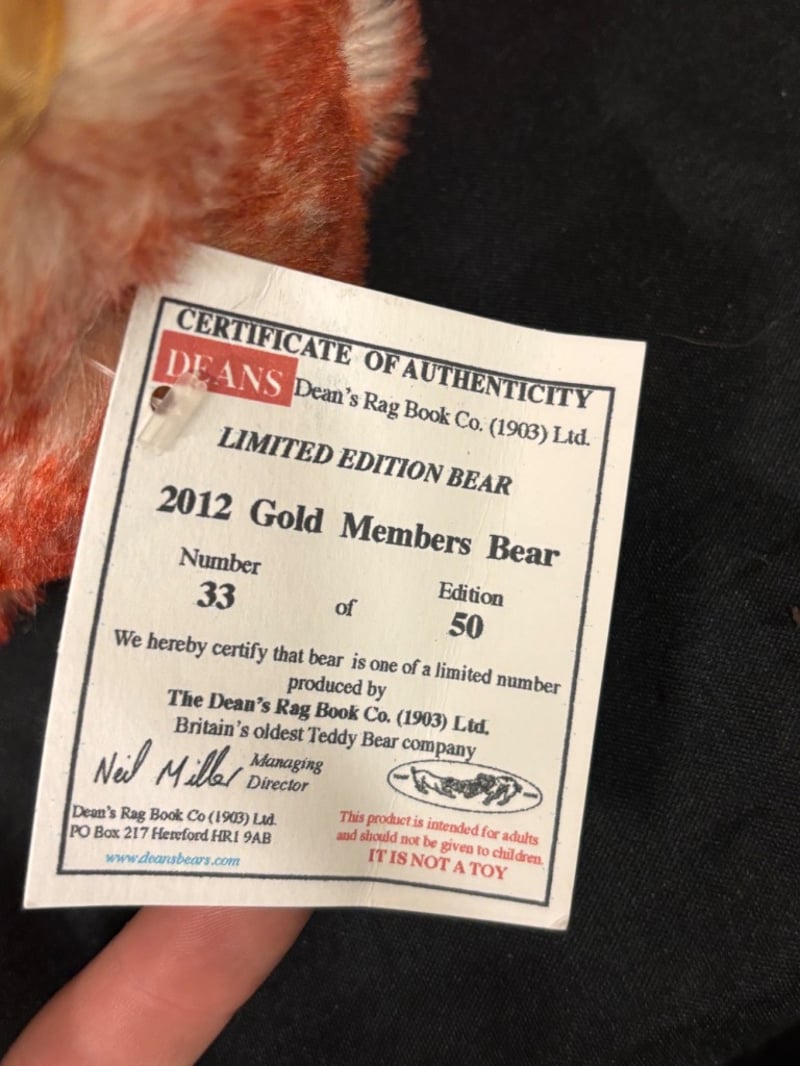 CERTIFICATE OF AUTHENTICITY
DEANS Dean's Rag Book Co. (1903) Ltd.
LIMITED EDITION BEAR
2012 Gold Members Bear
Number Edition
33 of 50
We hereby certify that bear is one of a limited number
produced by
The Dean's Rag Book Co. (1903) Ltd.
Britain's oldest Teddy Bear company
Neil Miller Managing
Director
Dean's Rag Book Co (1903) Ltd.
PO Box 217 Hereford HR1 9AB
www.deansbears.com
This product is intended for adults
and should not be given to children.
IT IS NOT A TOY